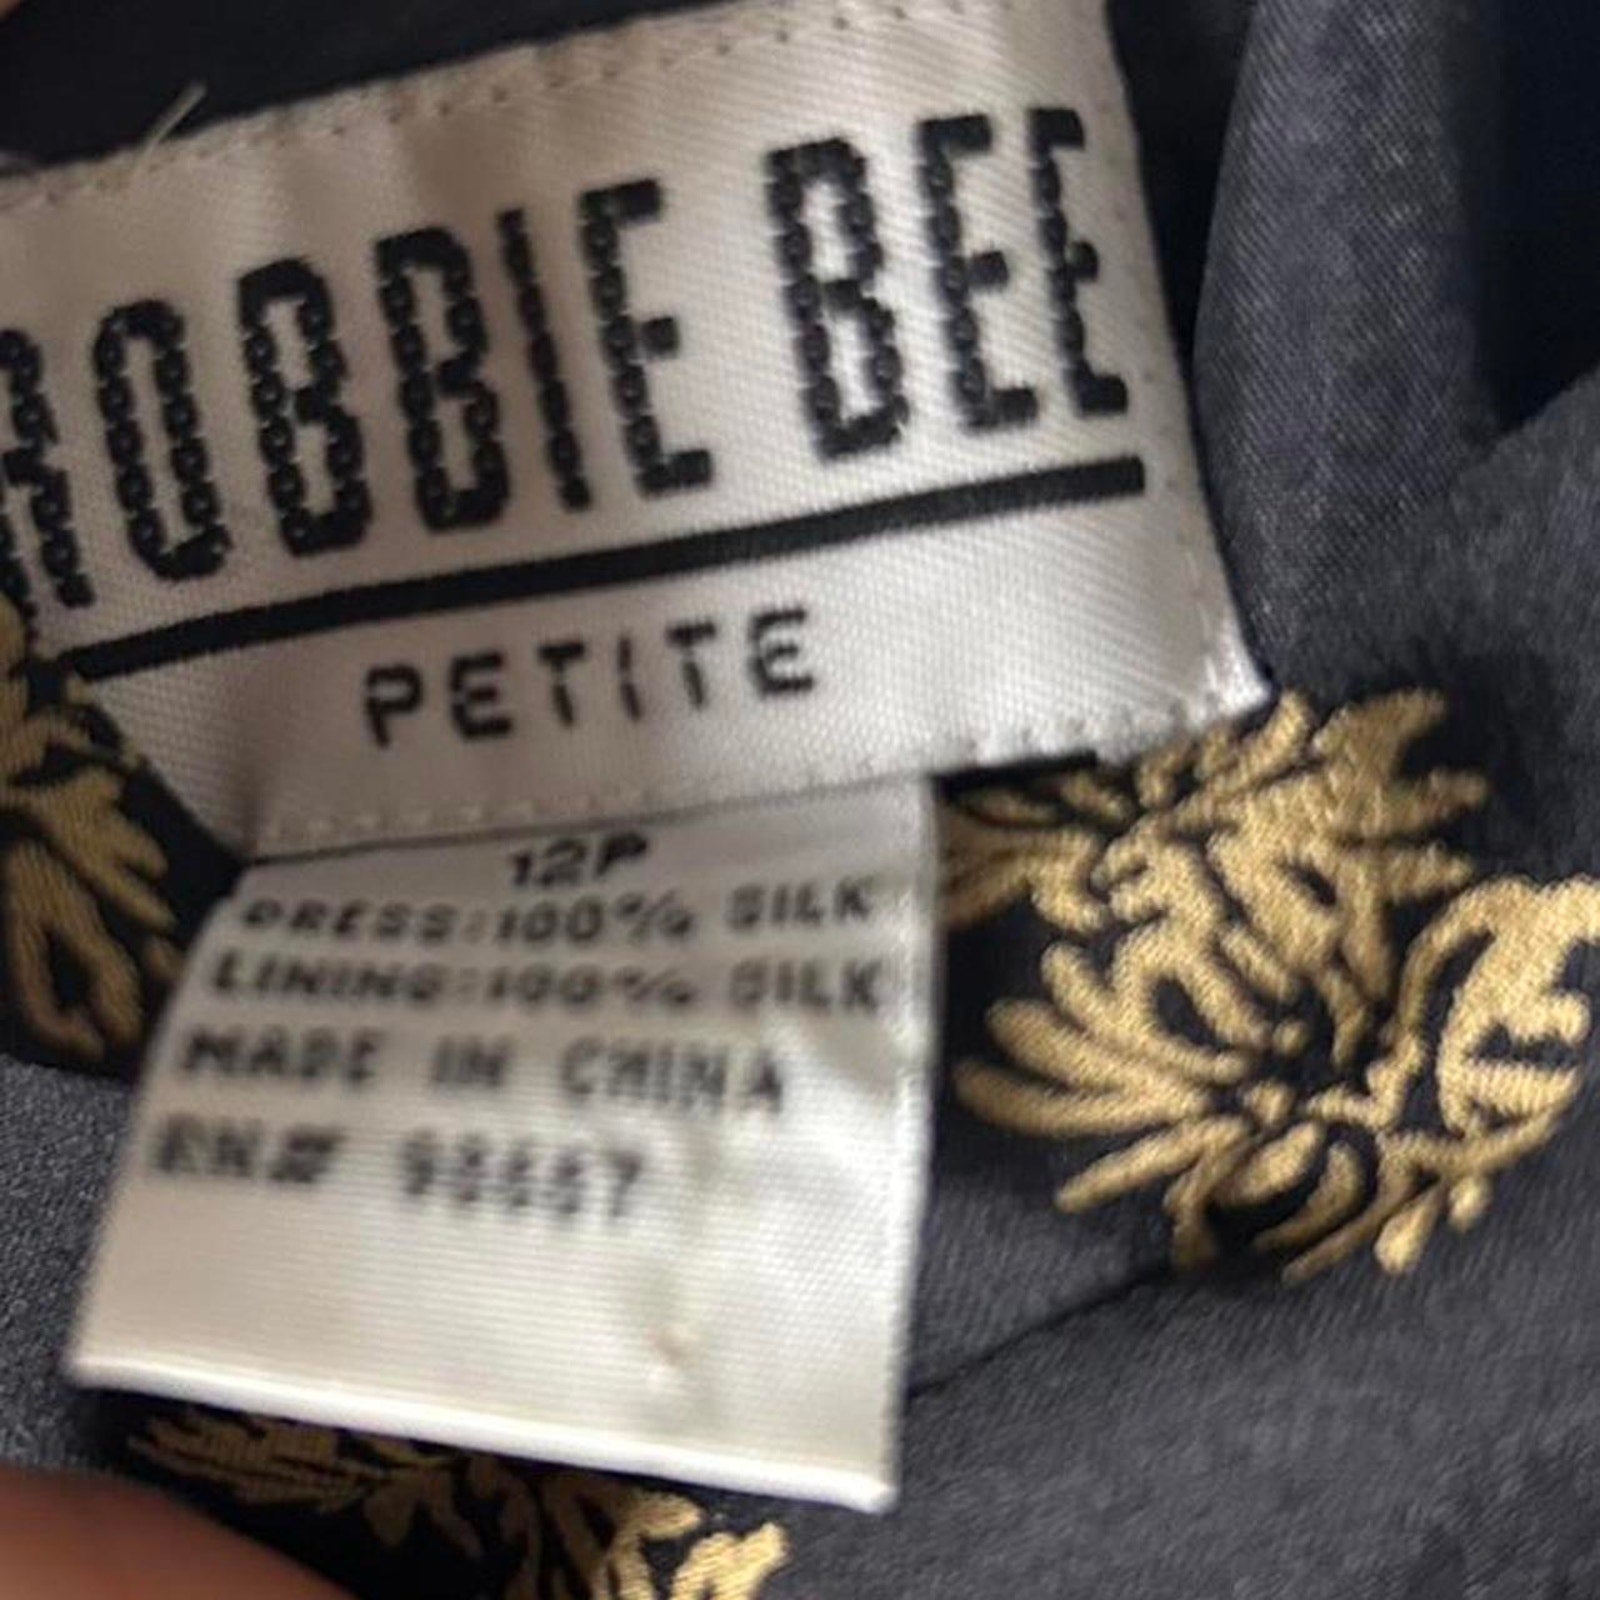 ROBBIE BEE
PETITE
12P
DRESS:100% SILK
LINING:100% SILK
MADE IN CHINA
RN#